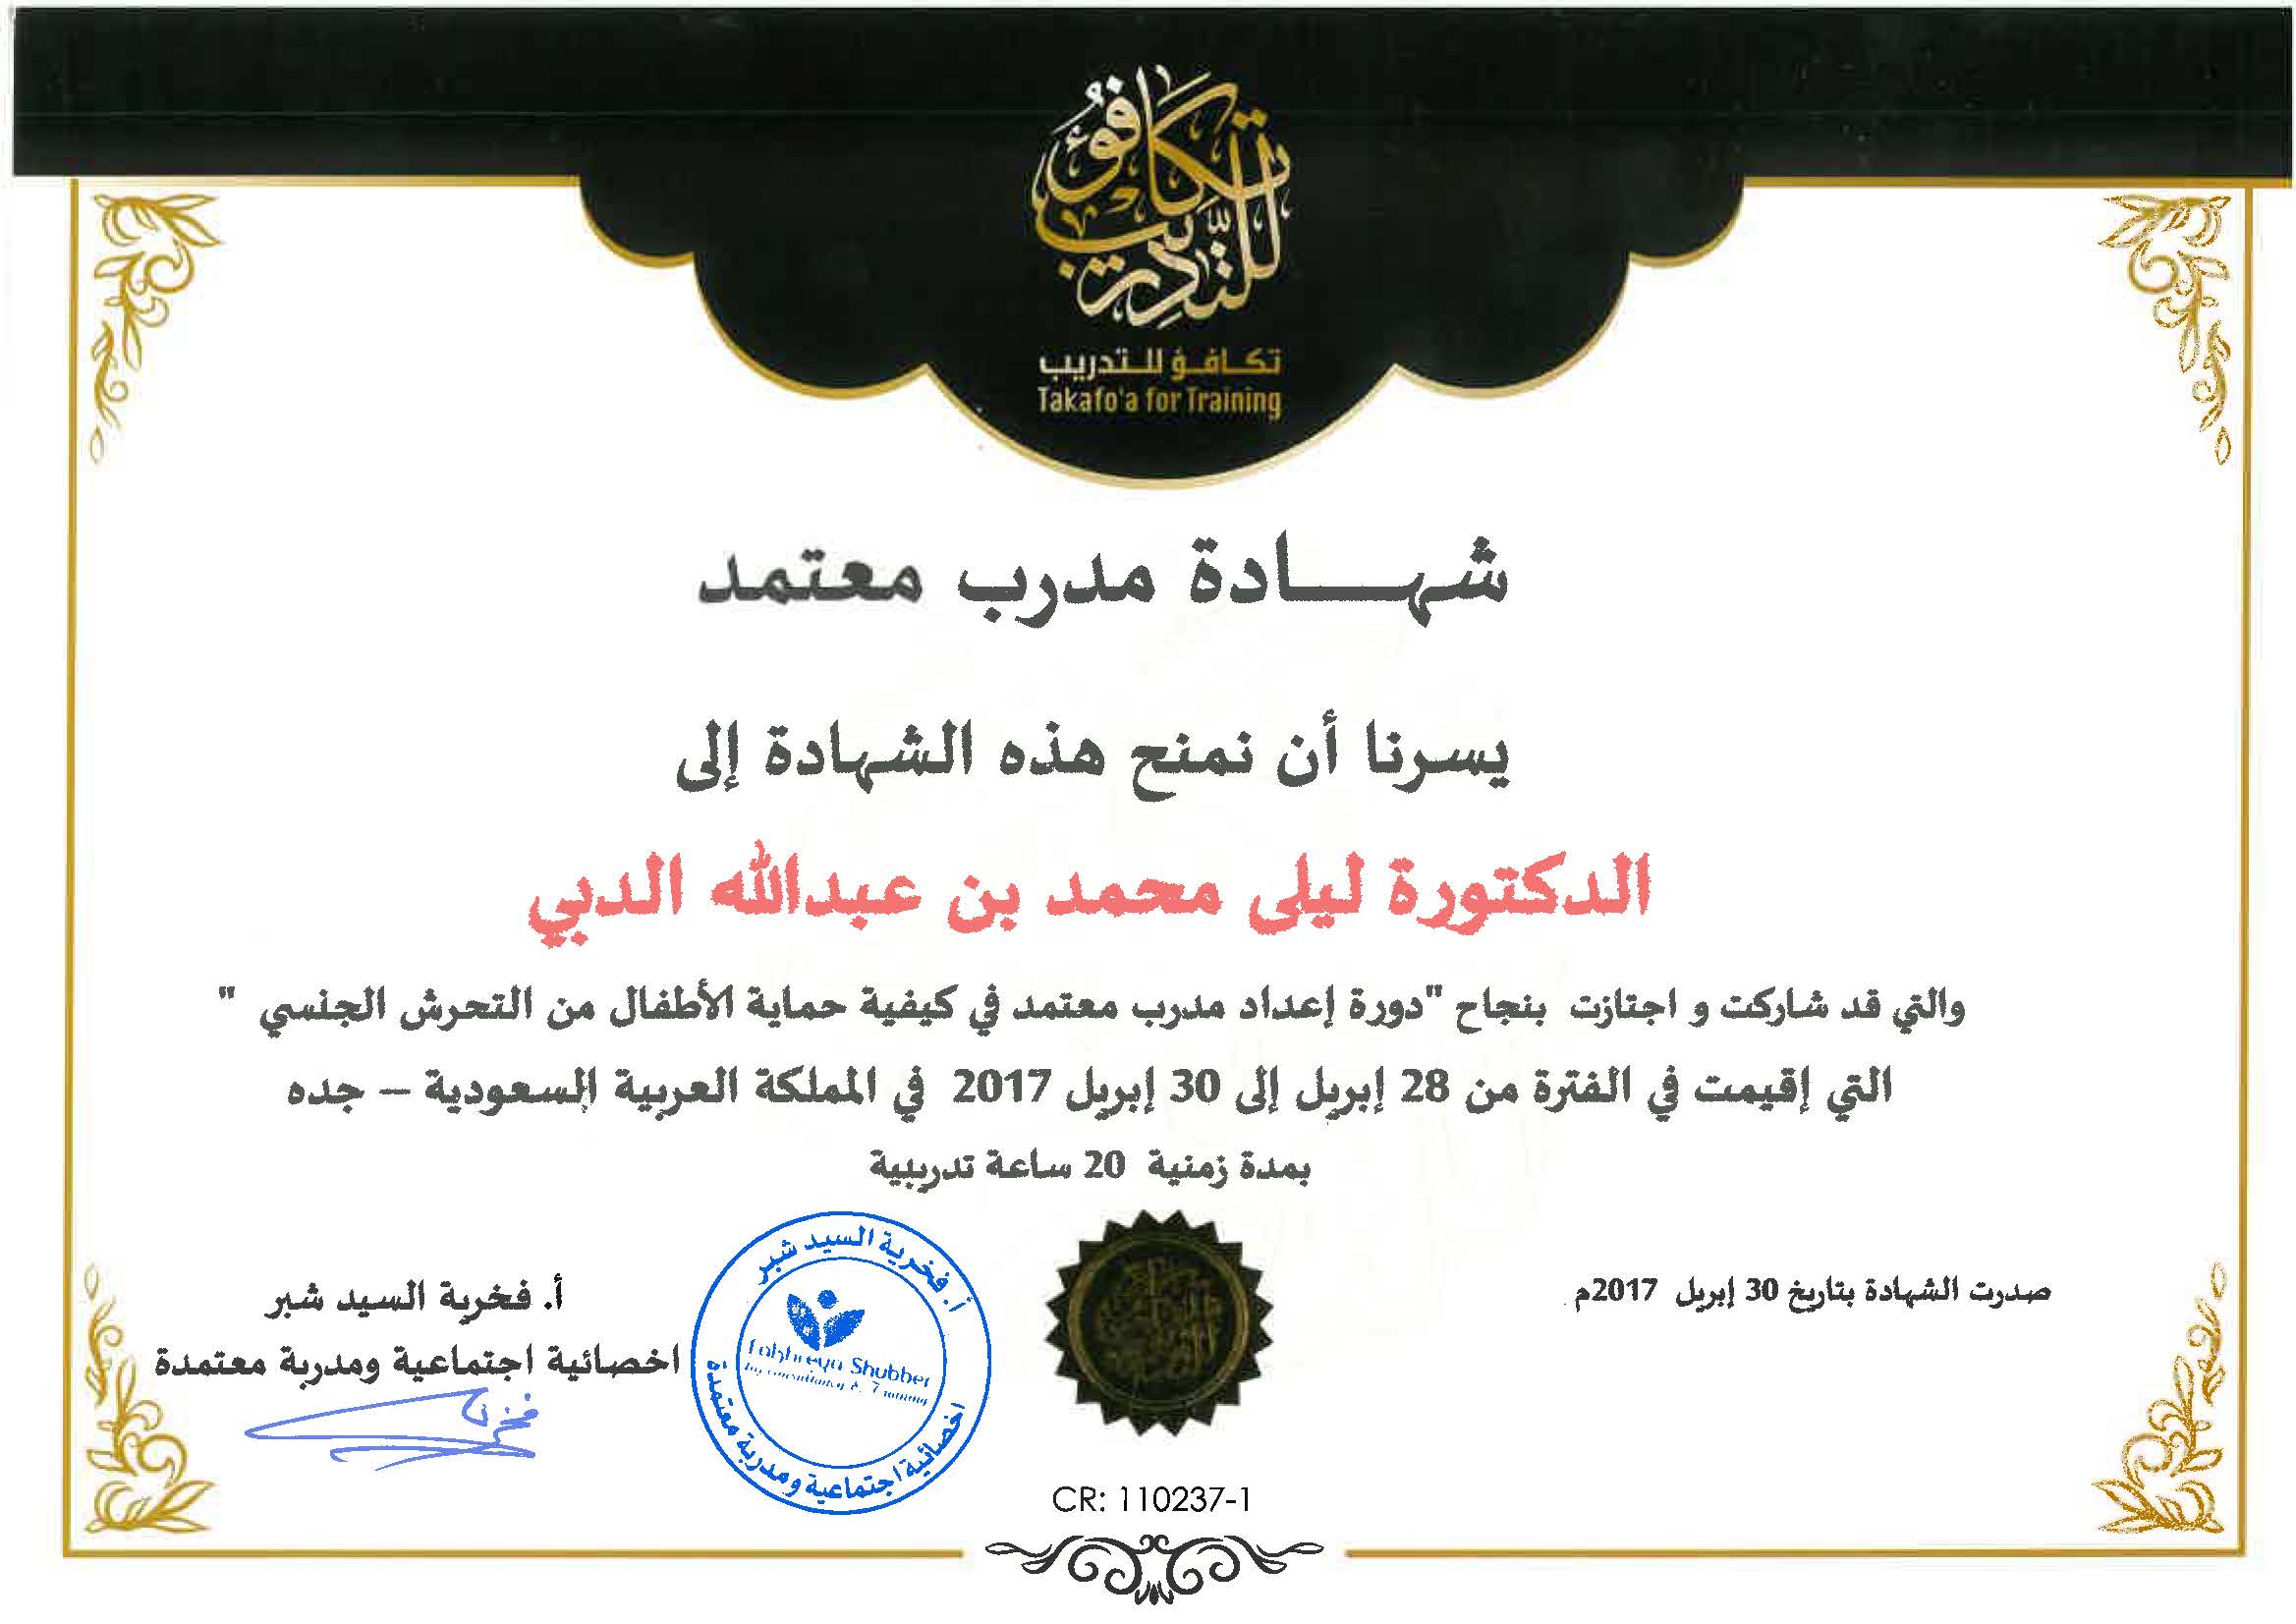 تكافؤ للتدريب
تكافؤ للتدريب
Takafo'a for Training
شهادة مدرب معتمد
يسرنا أن نمنح هذه الشهادة إلى
الدكتورة ليلى محمد بن عبدالله الدبي
والتي قد شاركت و اجتازت بنجاح "دورة إعداد مدرب معتمد في كيفية حماية الأطفال من التحرش الجنسي "
التي إقيمت في الفترة من 28 إبريل إلى 30 إبريل 2017 في المملكة العربية السعودية – جده
بمدة زمنية 20 ساعة تدريبية
صدرت الشهادة بتاريخ 30 إبريل 2017م
أ. فخرية السيد شبر
اخصائية اجتماعية ومدربة معتمدة
فخرية
أ. فخرية السيد شبر
Fakhreya Shubber
consultancy & Training
اخصائية اجتماعية ومدربة معتمدة
CR: 110237-1